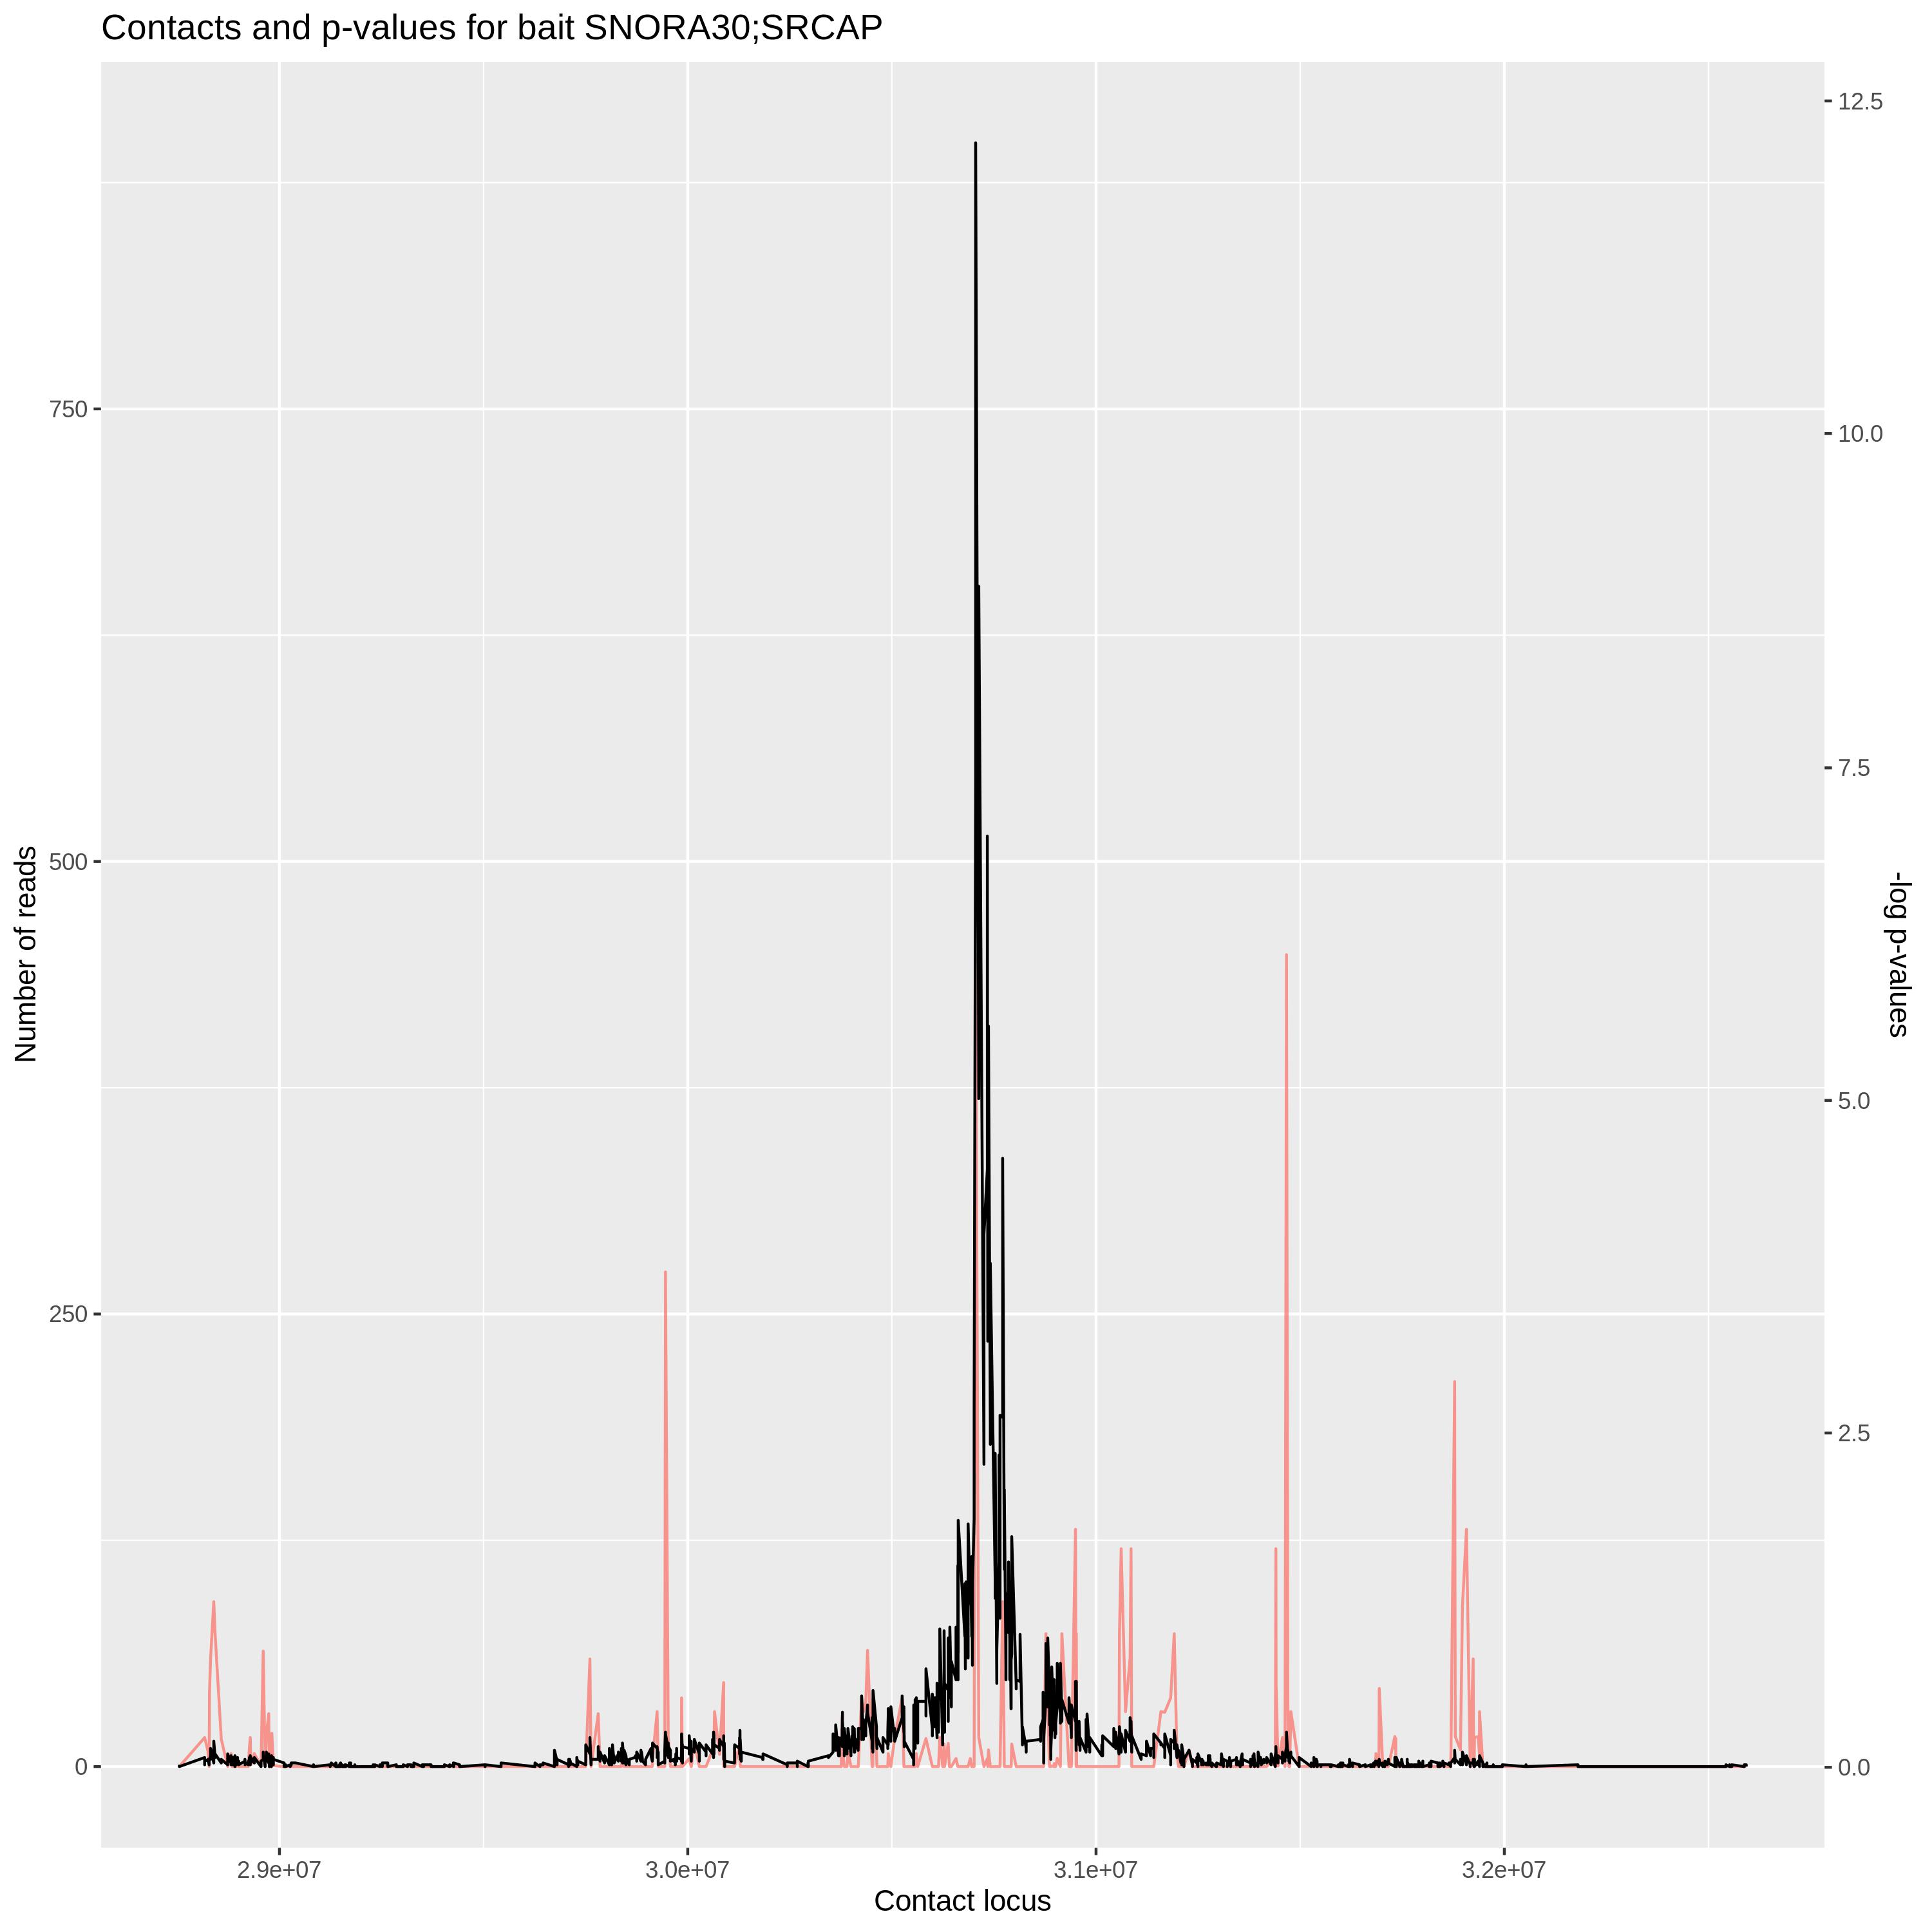 Contacts and p-values for bait SNORA30;SRCAP
12.5
10.0
7.5
5.0
2.5
0.0
750
500
250
0
Number of reads
-log p-values
2.9e+07
3.0e+07
3.1e+07
3.2e+07
Contact locus